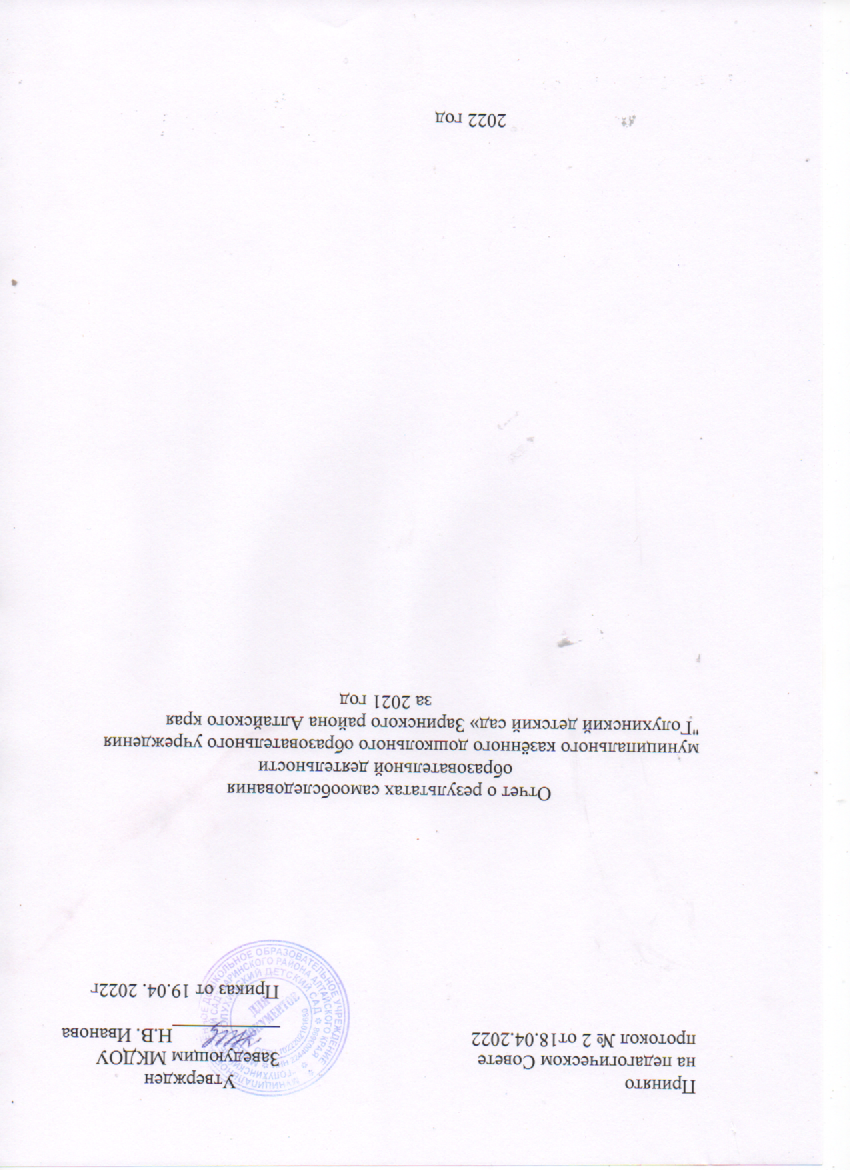 Принято
на педагогическом Совете
протокол № 2 от18.04.2022
Утвержден
Заведующим МКДОУ
Н.В. Иванова
Приказ от 19.04. 2022г
Отчет о результатах самообследования
образовательной деятельности
муниципального казённого дошкольного образовательного учреждения
"Голухинский детский сад» Заринского района Алтайского края
за 2021 год
2022 год
ДЛЯ
ДОКУМЕНТОВ